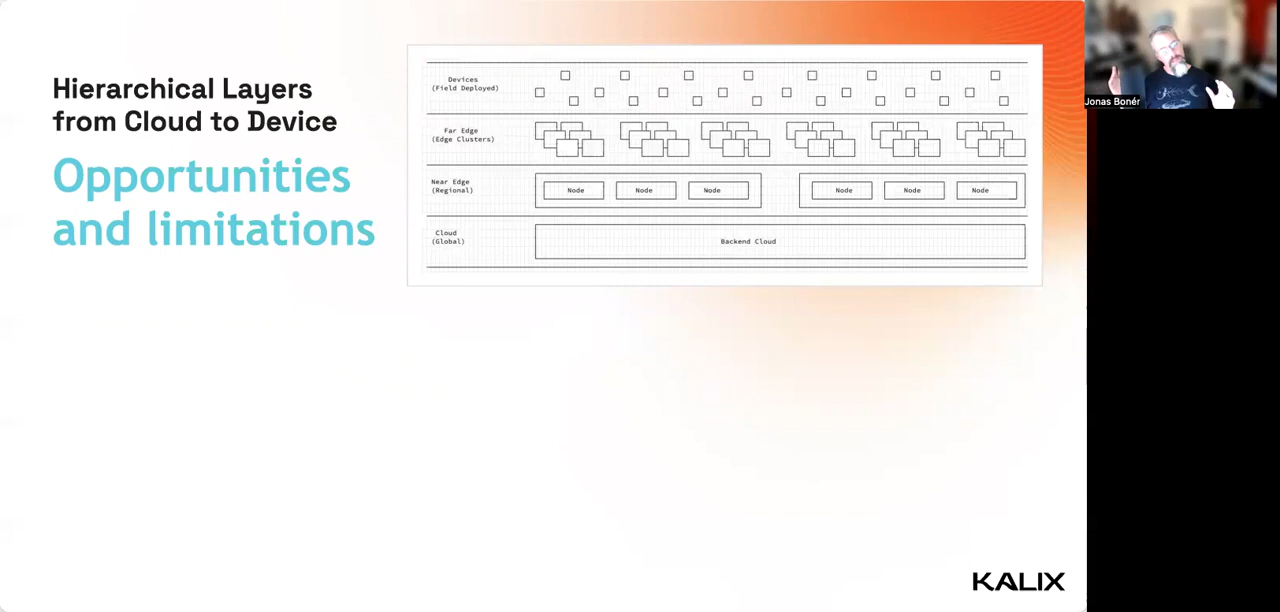 Hierarchical Layers
from Cloud to Device
Opportunities
and limitations
Devices
(Field Deployed)
Far Edge
(Edge Clusters)
Near Edge
(Regional)
Node Node Node Node Node Node
Cloud
(Global)
Backend Cloud
Jonas Bonér
KALIX